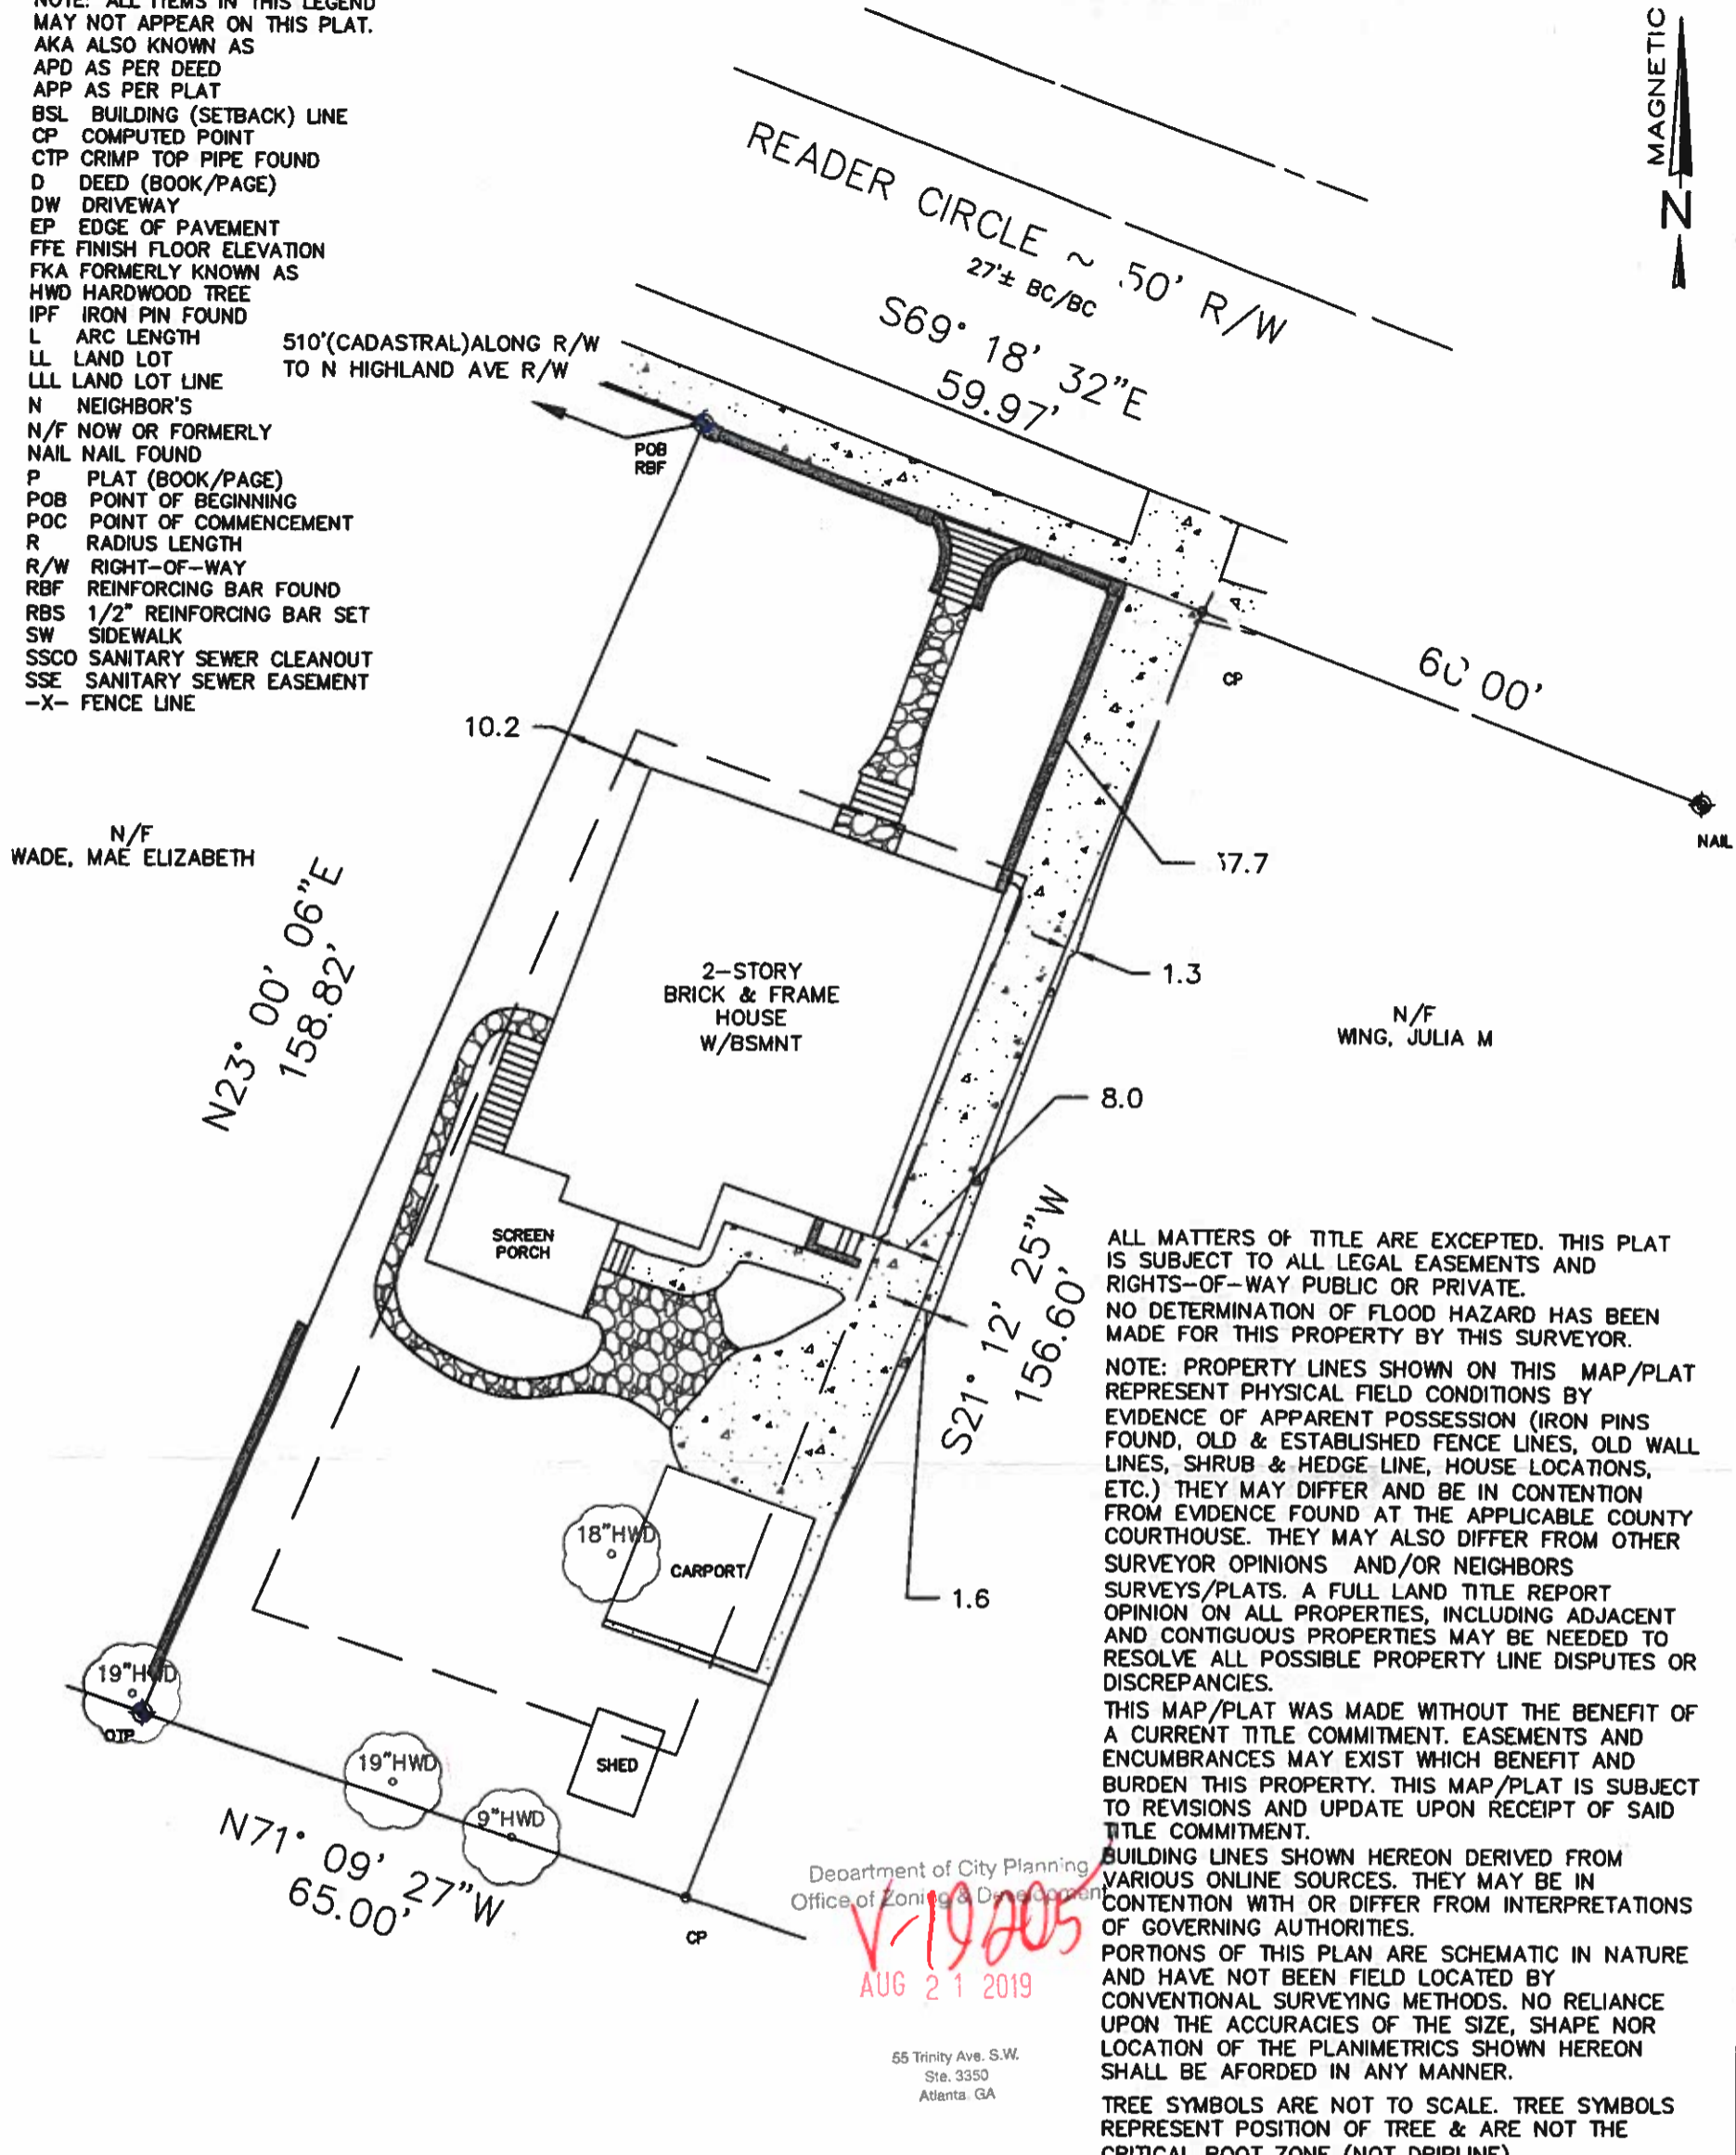 NOTE: ALL ITEMS IN THIS LEGEND
MAY NOT APPEAR ON THIS PLAT.
AKA ALSO KNOWN AS
APD AS PER DEED
APP AS PER PLAT
BSL BUILDING (SETBACK) LINE
CP COMPUTED POINT
CTP CRIMP TOP PIPE FOUND
D DEED (BOOK/PAGE)
DW DRIVEWAY
EP EDGE OF PAVEMENT
FFE FINISH FLOOR ELEVATION
FKA FORMERLY KNOWN AS
HWD HARDWOOD TREE
IPF IRON PIN FOUND
L ARC LENGTH
LL LAND LOT
LLL LAND LOT LINE
N NEIGHBOR'S
N/F NOW OR FORMERLY
NAIL NAIL FOUND
P PLAT (BOOK/PAGE)
POB POINT OF BEGINNING
POC POINT OF COMMENCEMENT
R RADIUS LENGTH
R/W RIGHT-OF-WAY
RBF REINFORCING BAR FOUND
RBS 1/2" REINFORCING BAR SET
SW SIDEWALK
SSCO SANITARY SEWER CLEANOUT
SSE SANITARY SEWER EASEMENT
-X- FENCE LINE
MAGNETIC
N
READER CIRCLE ~ 50' R/W
27'± BC/BC
S69° 18' 32"E
59.97'
510'(CADASTRAL)ALONG R/W
TO N HIGHLAND AVE R/W
POB
RBF
CP
60 00'
NAIL
10.2
7.7
1.3
8.0
1.6
N/F
WADE, MAE ELIZABETH
N23° 00' 06"E
158.82'
2-STORY
BRICK & FRAME
HOUSE
W/BSMNT
N/F
WING, JULIA M
SCREEN
PORCH
S21° 12' 25"W
156.60'
18"HWD
CARPORT
19"HWD
CTP
19"HWD
9"HWD
SHED
N71° 09' 27"W
65.00'
CP
ALL MATTERS OF TITLE ARE EXCEPTED. THIS PLAT
IS SUBJECT TO ALL LEGAL EASEMENTS AND
RIGHTS-OF-WAY PUBLIC OR PRIVATE.
NO DETERMINATION OF FLOOD HAZARD HAS BEEN
MADE FOR THIS PROPERTY BY THIS SURVEYOR.
NOTE: PROPERTY LINES SHOWN ON THIS MAP/PLAT
REPRESENT PHYSICAL FIELD CONDITIONS BY
EVIDENCE OF APPARENT POSSESSION (IRON PINS
FOUND, OLD & ESTABLISHED FENCE LINES, OLD WALL
LINES, SHRUB & HEDGE LINE, HOUSE LOCATIONS,
ETC.) THEY MAY DIFFER AND BE IN CONTENTION
FROM EVIDENCE FOUND AT THE APPLICABLE COUNTY
COURTHOUSE. THEY MAY ALSO DIFFER FROM OTHER
SURVEYOR OPINIONS AND/OR NEIGHBORS
SURVEYS/PLATS. A FULL LAND TITLE REPORT
OPINION ON ALL PROPERTIES, INCLUDING ADJACENT
AND CONTIGUOUS PROPERTIES MAY BE NEEDED TO
RESOLVE ALL POSSIBLE PROPERTY LINE DISPUTES OR
DISCREPANCIES.
THIS MAP/PLAT WAS MADE WITHOUT THE BENEFIT OF
A CURRENT TITLE COMMITMENT. EASEMENTS AND
ENCUMBRANCES MAY EXIST WHICH BENEFIT AND
BURDEN THIS PROPERTY. THIS MAP/PLAT IS SUBJECT
TO REVISIONS AND UPDATE UPON RECEIPT OF SAID
TITLE COMMITMENT.
BUILDING LINES SHOWN HEREON DERIVED FROM
VARIOUS ONLINE SOURCES. THEY MAY BE IN
CONTENTION WITH OR DIFFER FROM INTERPRETATIONS
OF GOVERNING AUTHORITIES.
PORTIONS OF THIS PLAN ARE SCHEMATIC IN NATURE
AND HAVE NOT BEEN FIELD LOCATED BY
CONVENTIONAL SURVEYING METHODS. NO RELIANCE
UPON THE ACCURACIES OF THE SIZE, SHAPE NOR
LOCATION OF THE PLANIMETRICS SHOWN HEREON
SHALL BE AFORDED IN ANY MANNER.
TREE SYMBOLS ARE NOT TO SCALE. TREE SYMBOLS
REPRESENT POSITION OF TREE & ARE NOT THE
CRITICAL ROOT ZONE (NOT DRIPLINE)
Department of City Planning
Office of Zoning & Development
V-19205
AUG 21 2019
55 Trinity Ave. S.W.
Ste. 3350
Atlanta GA